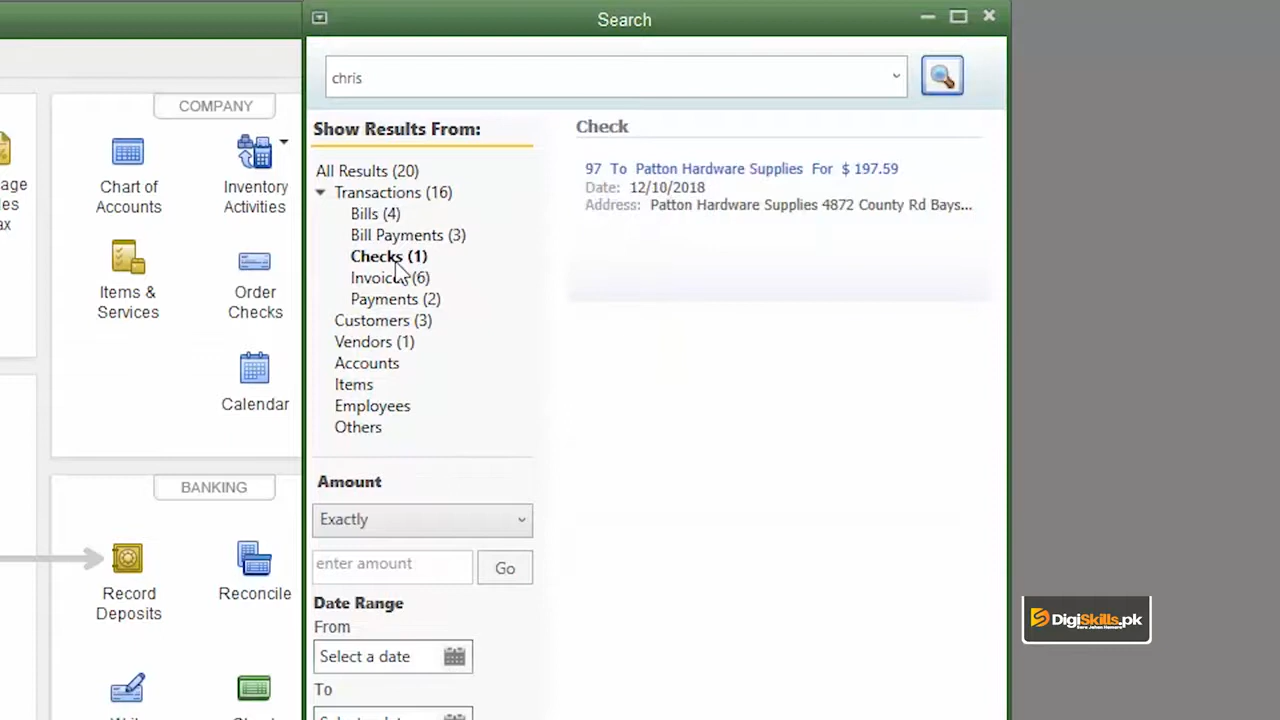 Search
chris
Show Results From:
All Results (20)
Transactions (16)
Bills (4)
Bill Payments (3)
Checks (1)
(6)
Payments (2)
Customers (3)
Vendors (1)
Accounts
Items
Employees
Others
Amount
Exactly
enter amount
Go
Date Range
From
Select a date
To
Check
97 To Patton Hardware Supplies For $ 197.59
Date: 12/10/2018
Address: Patton Hardware Supplies 4872 County Rd Bays...
COMPANY
Chart of
Accounts
Inventory
Activities
Items &
Services
Order
Checks
Calendar
BANKING
Record
Deposits
Reconcile
DigiSkills.pk